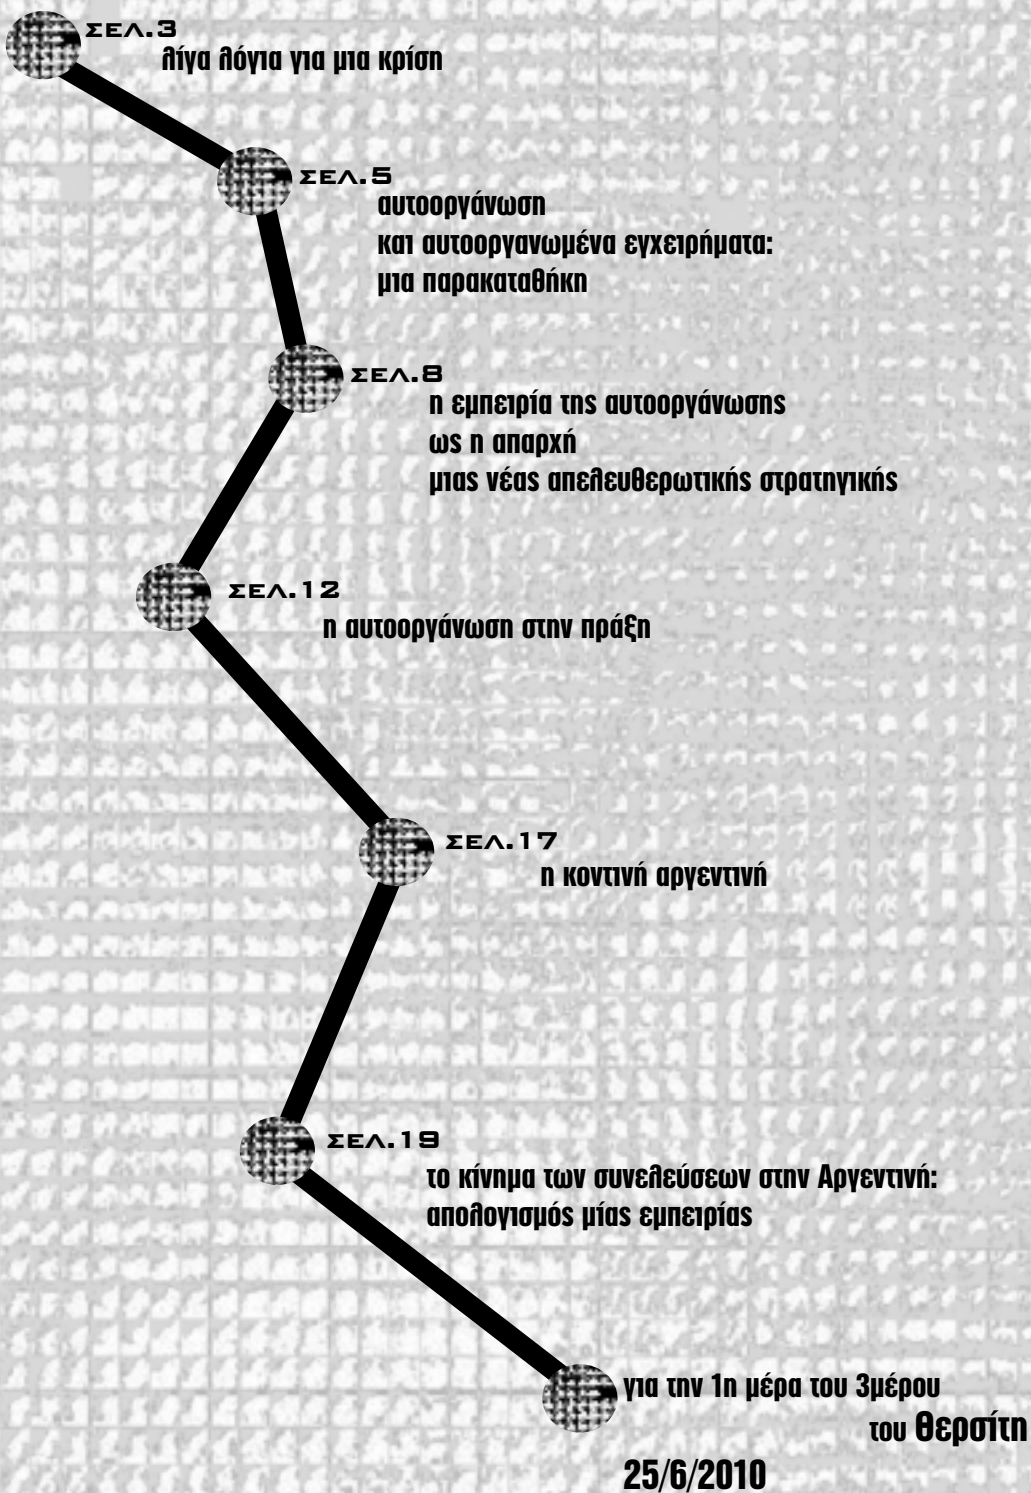 ΣΕΛ.3
λίγα λόγια για μια κρίση
ΣΕΛ.5
αυτοοργάνωση
και αυτοοργανωμένα εγχειρήματα:
μια παρακαταθήκη
ΣΕΛ.8
η εμπειρία της αυτοοργάνωσης
ως η απαρχή
μιας νέας απελευθερωτικής στρατηγικής
ΣΕΛ.12
η αυτοοργάνωση στην πράξη
ΣΕΛ.17
η κοντινή αργεντινή
ΣΕΛ.19
το κίνημα των συνελεύσεων στην Αργεντινή:
απολογισμός μίας εμπειρίας
για την 1η μέρα του 3μέρου
του Θερσίτη
25/6/2010